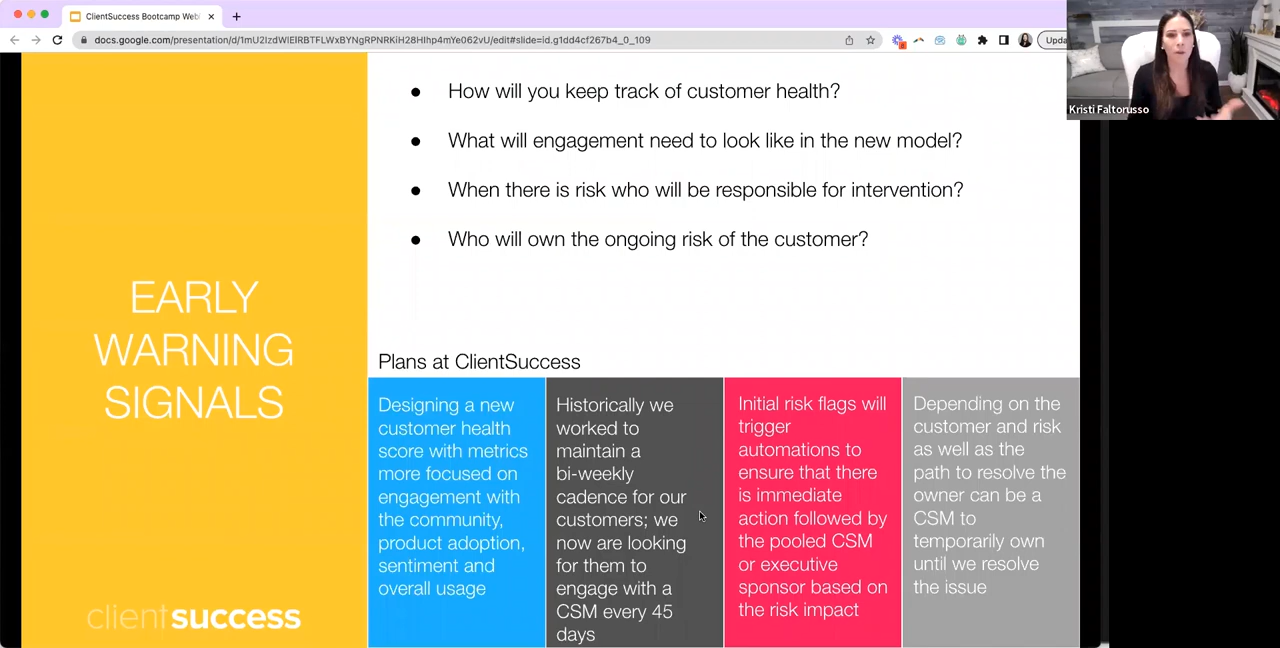 ClientSuccess Bootcamp Web
docs.google.com/presentation/d/1mU2IzdWIEIRBTFLWxBYNgRPNRKiH28HIhp4mYe062vU/edit#slide=id.g1dd4cf267b4_0_109
Upda
Kristi Faltorusso
EARLY
WARNING
SIGNALS
clientsuccess
● How will you keep track of customer health?
● What will engagement need to look like in the new model?
● When there is risk who will be responsible for intervention?
● Who will own the ongoing risk of the customer?
Plans at ClientSuccess
Designing a new
customer health
score with metrics
more focused on
engagement with
the community,
product adoption,
sentiment and
overall usage
Historically we
worked to
maintain a
bi-weekly
cadence for our
customers; we
now are looking
for them to
engage with a
CSM every 45
days
Initial risk flags will
trigger
automations to
ensure that there
is immediate
action followed by
the pooled CSM
or executive
sponsor based on
the risk impact
Depending on the
customer and risk
as well as the
path to resolve the
owner can be a
CSM to
temporarily own
until we resolve
the issue